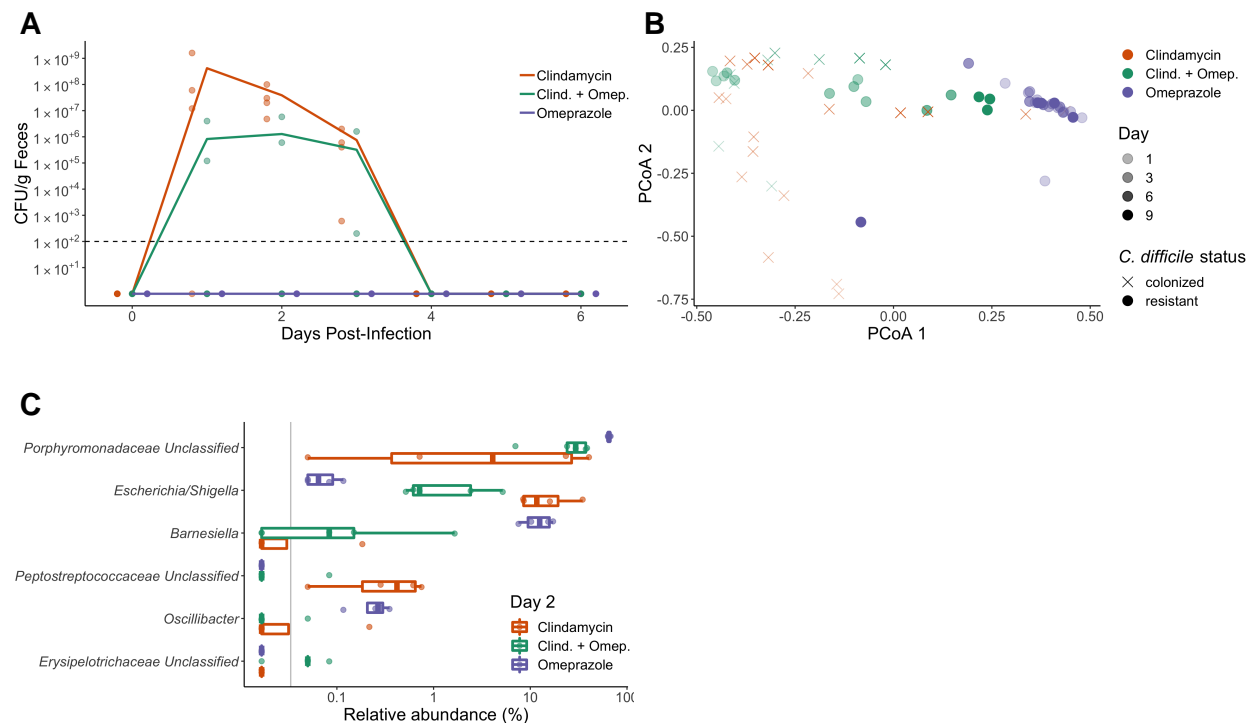 A
CFU/g Feces
1 × 10⁺⁹
1 × 10⁺⁸
1 × 10⁺⁷
1 × 10⁺⁶
1 × 10⁺⁵
1 × 10⁺⁴
1 × 10⁺³
1 × 10⁺²
1 × 10⁺¹
0 2 4 6
Days Post-Infection
Clindamycin
Clind. + Omep.
Omeprazole
B
PCoA 2
0.25
0.00
-0.25
-0.50
-0.75
-0.50 -0.25 0.00 0.25 0.50
PCoA 1
Clindamycin
Clind. + Omep.
Omeprazole
Day
1
3
6
9
C. difficile status
colonized
resistant
C
Porphyromonadaceae Unclassified
Escherichia/Shigella
Barnesiella
Peptostreptococcaceae Unclassified
Oscillibacter
Erysipelotrichaceae Unclassified
Day 2
Clindamycin
Clind. + Omep.
Omeprazole
0.1 1 10 100
Relative abundance (%)